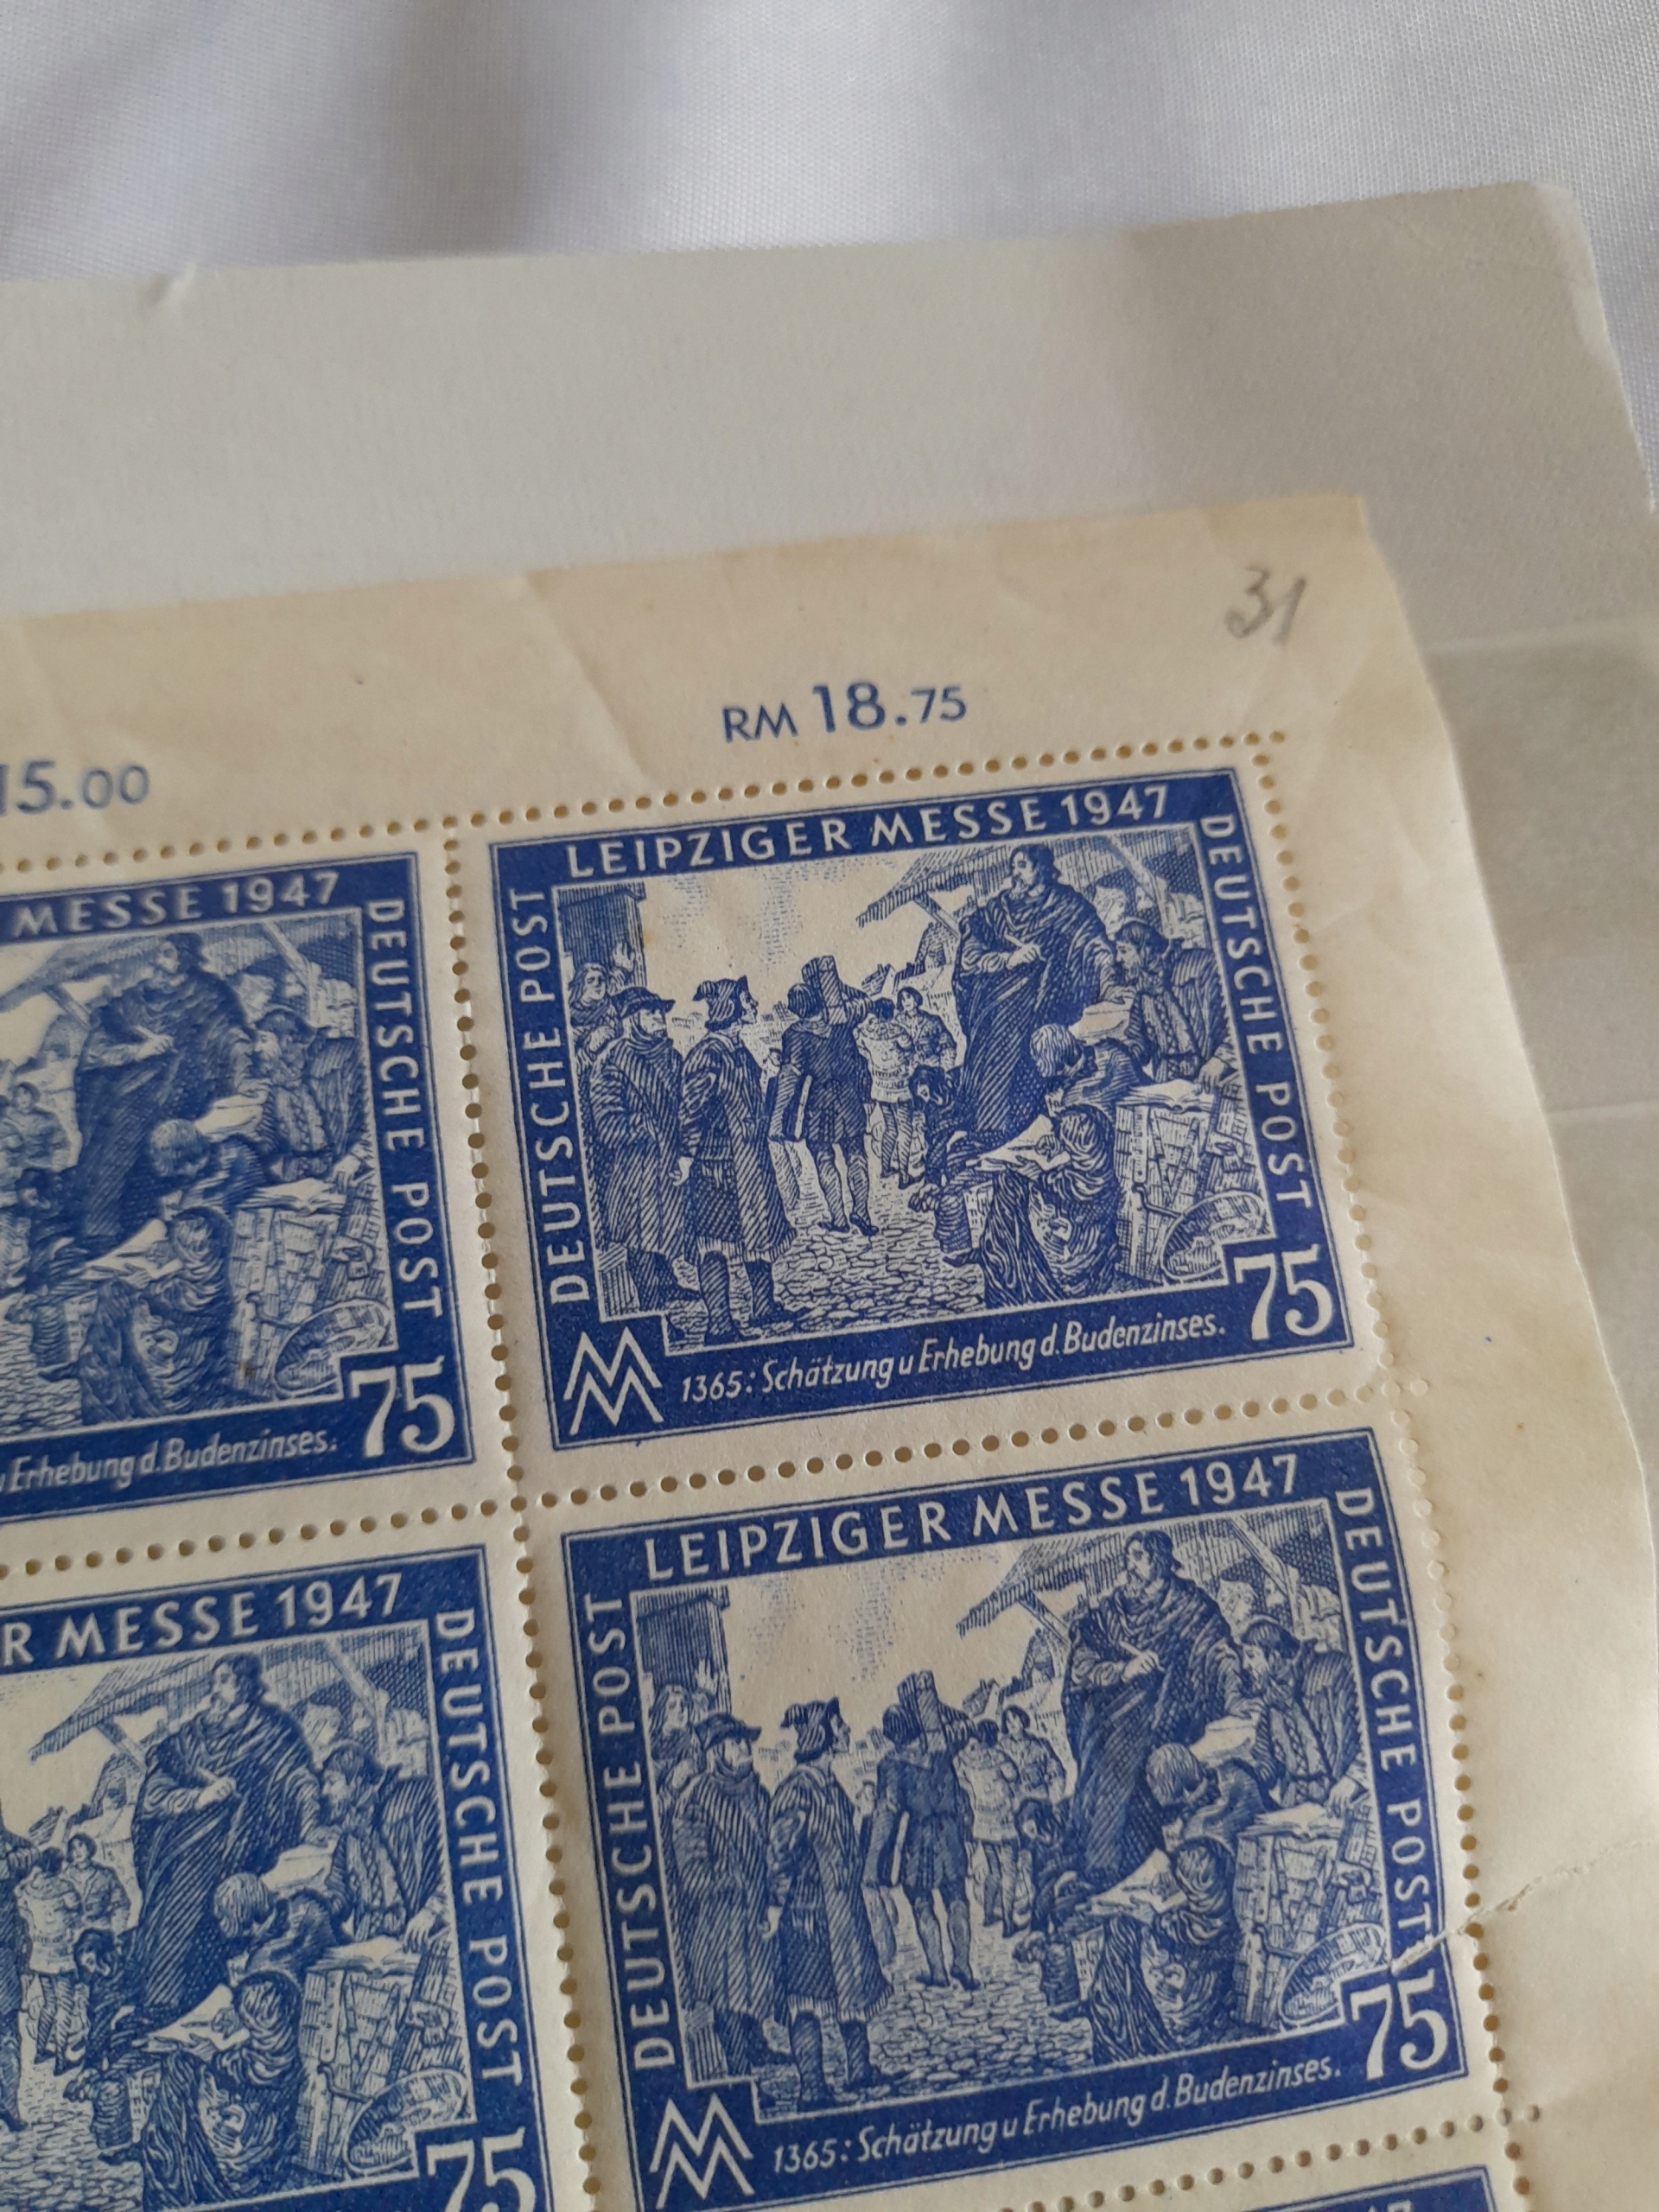 31
RM 18.75
15.00
MESSE 1947
DEUTSCHE POST
Erhebung d. Budenzinses.
75
LEIPZIGER MESSE 1947
DEUTSCHE POST
DEUTSCHE POST
MM
1365: Schätzung u Erhebung d. Budenzinses.
75
R MESSE 1947
DEUTSCHE POST
75
LEIPZIGER MESSE 1947
DEUTSCHE POST
DEUTSCHE POST
MM
1365: Schätzung u Erhebung d. Budenzinses.
75